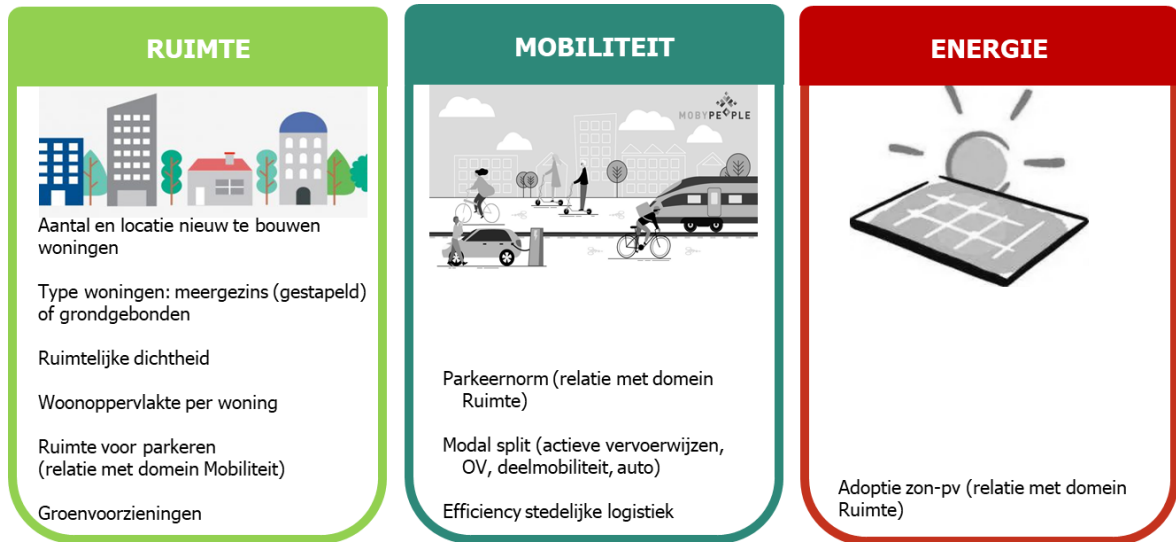 RUIMTE
Aantal en locatie nieuw te bouwen
woningen
Type woningen: meergezins (gestapeld)
of grondgebonden
Ruimtelijke dichtheid
Woonoppervlakte per woning
Ruimte voor parkeren
(relatie met domein Mobiliteit)
Groenvoorzieningen
MOBILITEIT
MOBYPEOPLE
Parkeernorm (relatie met domein
Ruimte)
Modal split (actieve vervoerwijzen,
OV, deelmobiliteit, auto)
Efficiency stedelijke logistiek
ENERGIE
Adoptie zon-pv (relatie met domein
Ruimte)